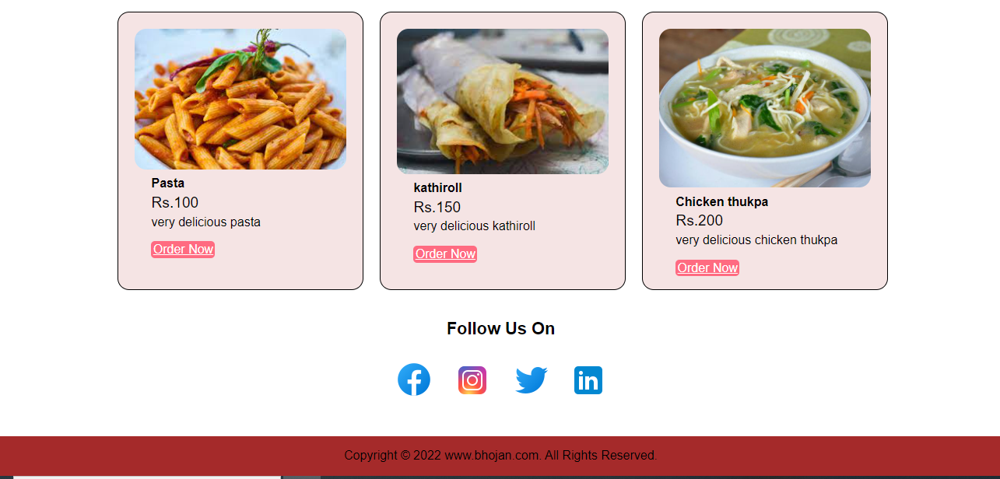 Pasta
Rs.100
very delicious pasta
Order Now
kathiroll
Rs.150
very delicious kathiroll
Order Now
Chicken thukpa
Rs.200
very delicious chicken thukpa
Order Now
Follow Us On
f
in
Copyright © 2022 www.bhojan.com. All Rights Reserved.